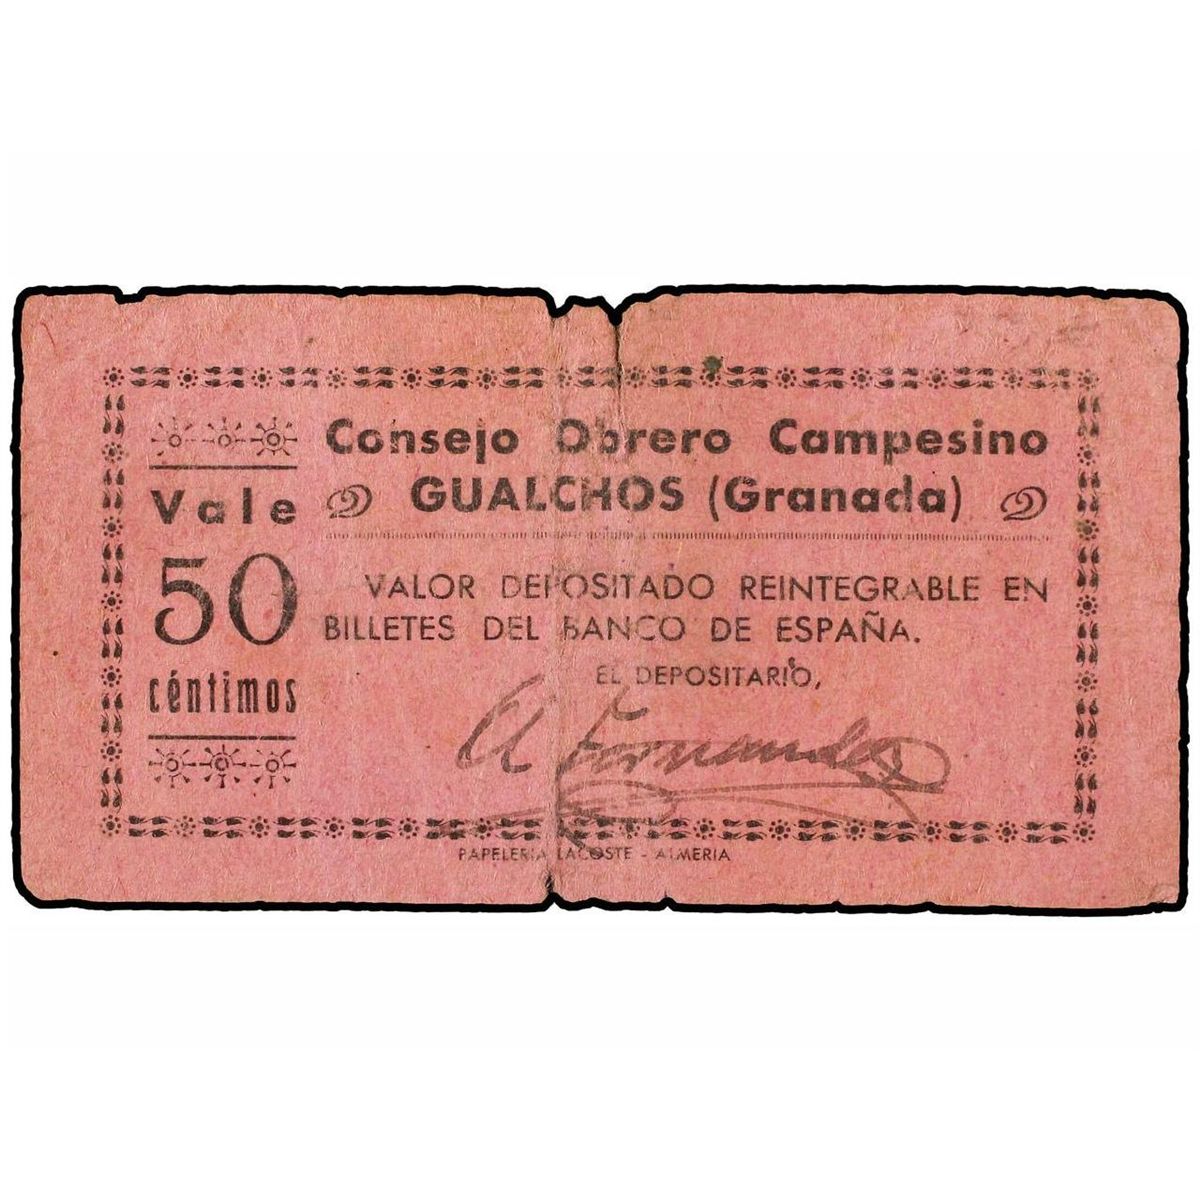 Consejo Obrero Campesino
GUALCHOS (Granada)
Vale
50
céntimos
VALOR DEPOSITADO REINTEGRABLE EN
BILLETES DEL BANCO DE ESPAÑA.
EL DEPOSITARIO,
Fernandez
PAPELERIA LACOSTE - ALMERIA